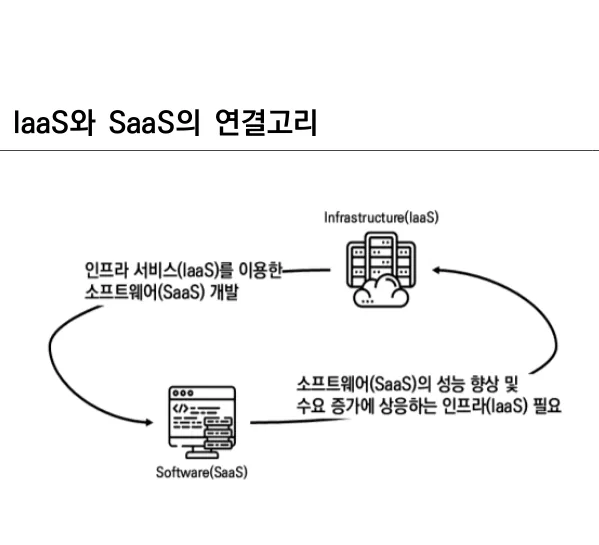 IaaS와 SaaS의 연결고리
Infrastructure(IaaS)
인프라 서비스(IaaS)를 이용한
소프트웨어(SaaS) 개발
소프트웨어(SaaS)의 성능 향상 및
수요 증가에 상응하는 인프라(IaaS) 필요
Software(SaaS)